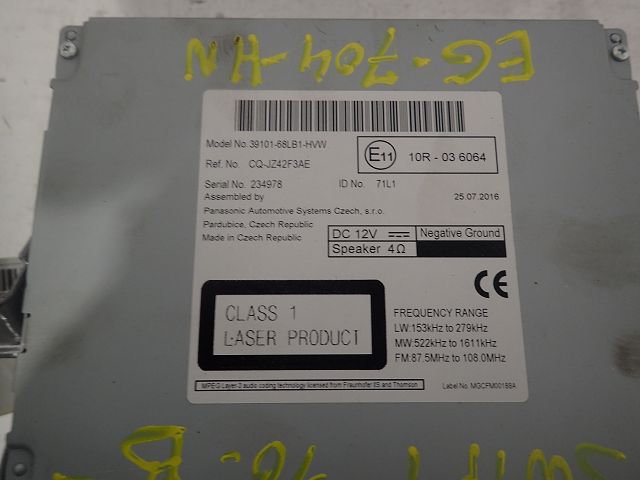 EG-704-HN
Model No. 39101-68LB1-HVW
Ref. No. CQ-JZ42F3AE
E11 10R - 03 6064
Serial No. 234978 ID No. 71L1
Assembled by 25.07.2016
Panasonic Automotive Systems Czech, s.r.o.
Pardubice, Czech Republic
Made in Czech Republic
DC 12V Negative Ground
Speaker 4Ω
CE
CLASS 1
LASER PRODUCT
FREQUENCY RANGE
LW:153kHz to 279kHz
MW:522kHz to 1611kHz
FM:87.5MHz to 108.0MHz
MPEG Layer-3 audio coding technology licensed from Fraunhofer IIS and Thomson
Label No. MGCFM00188A